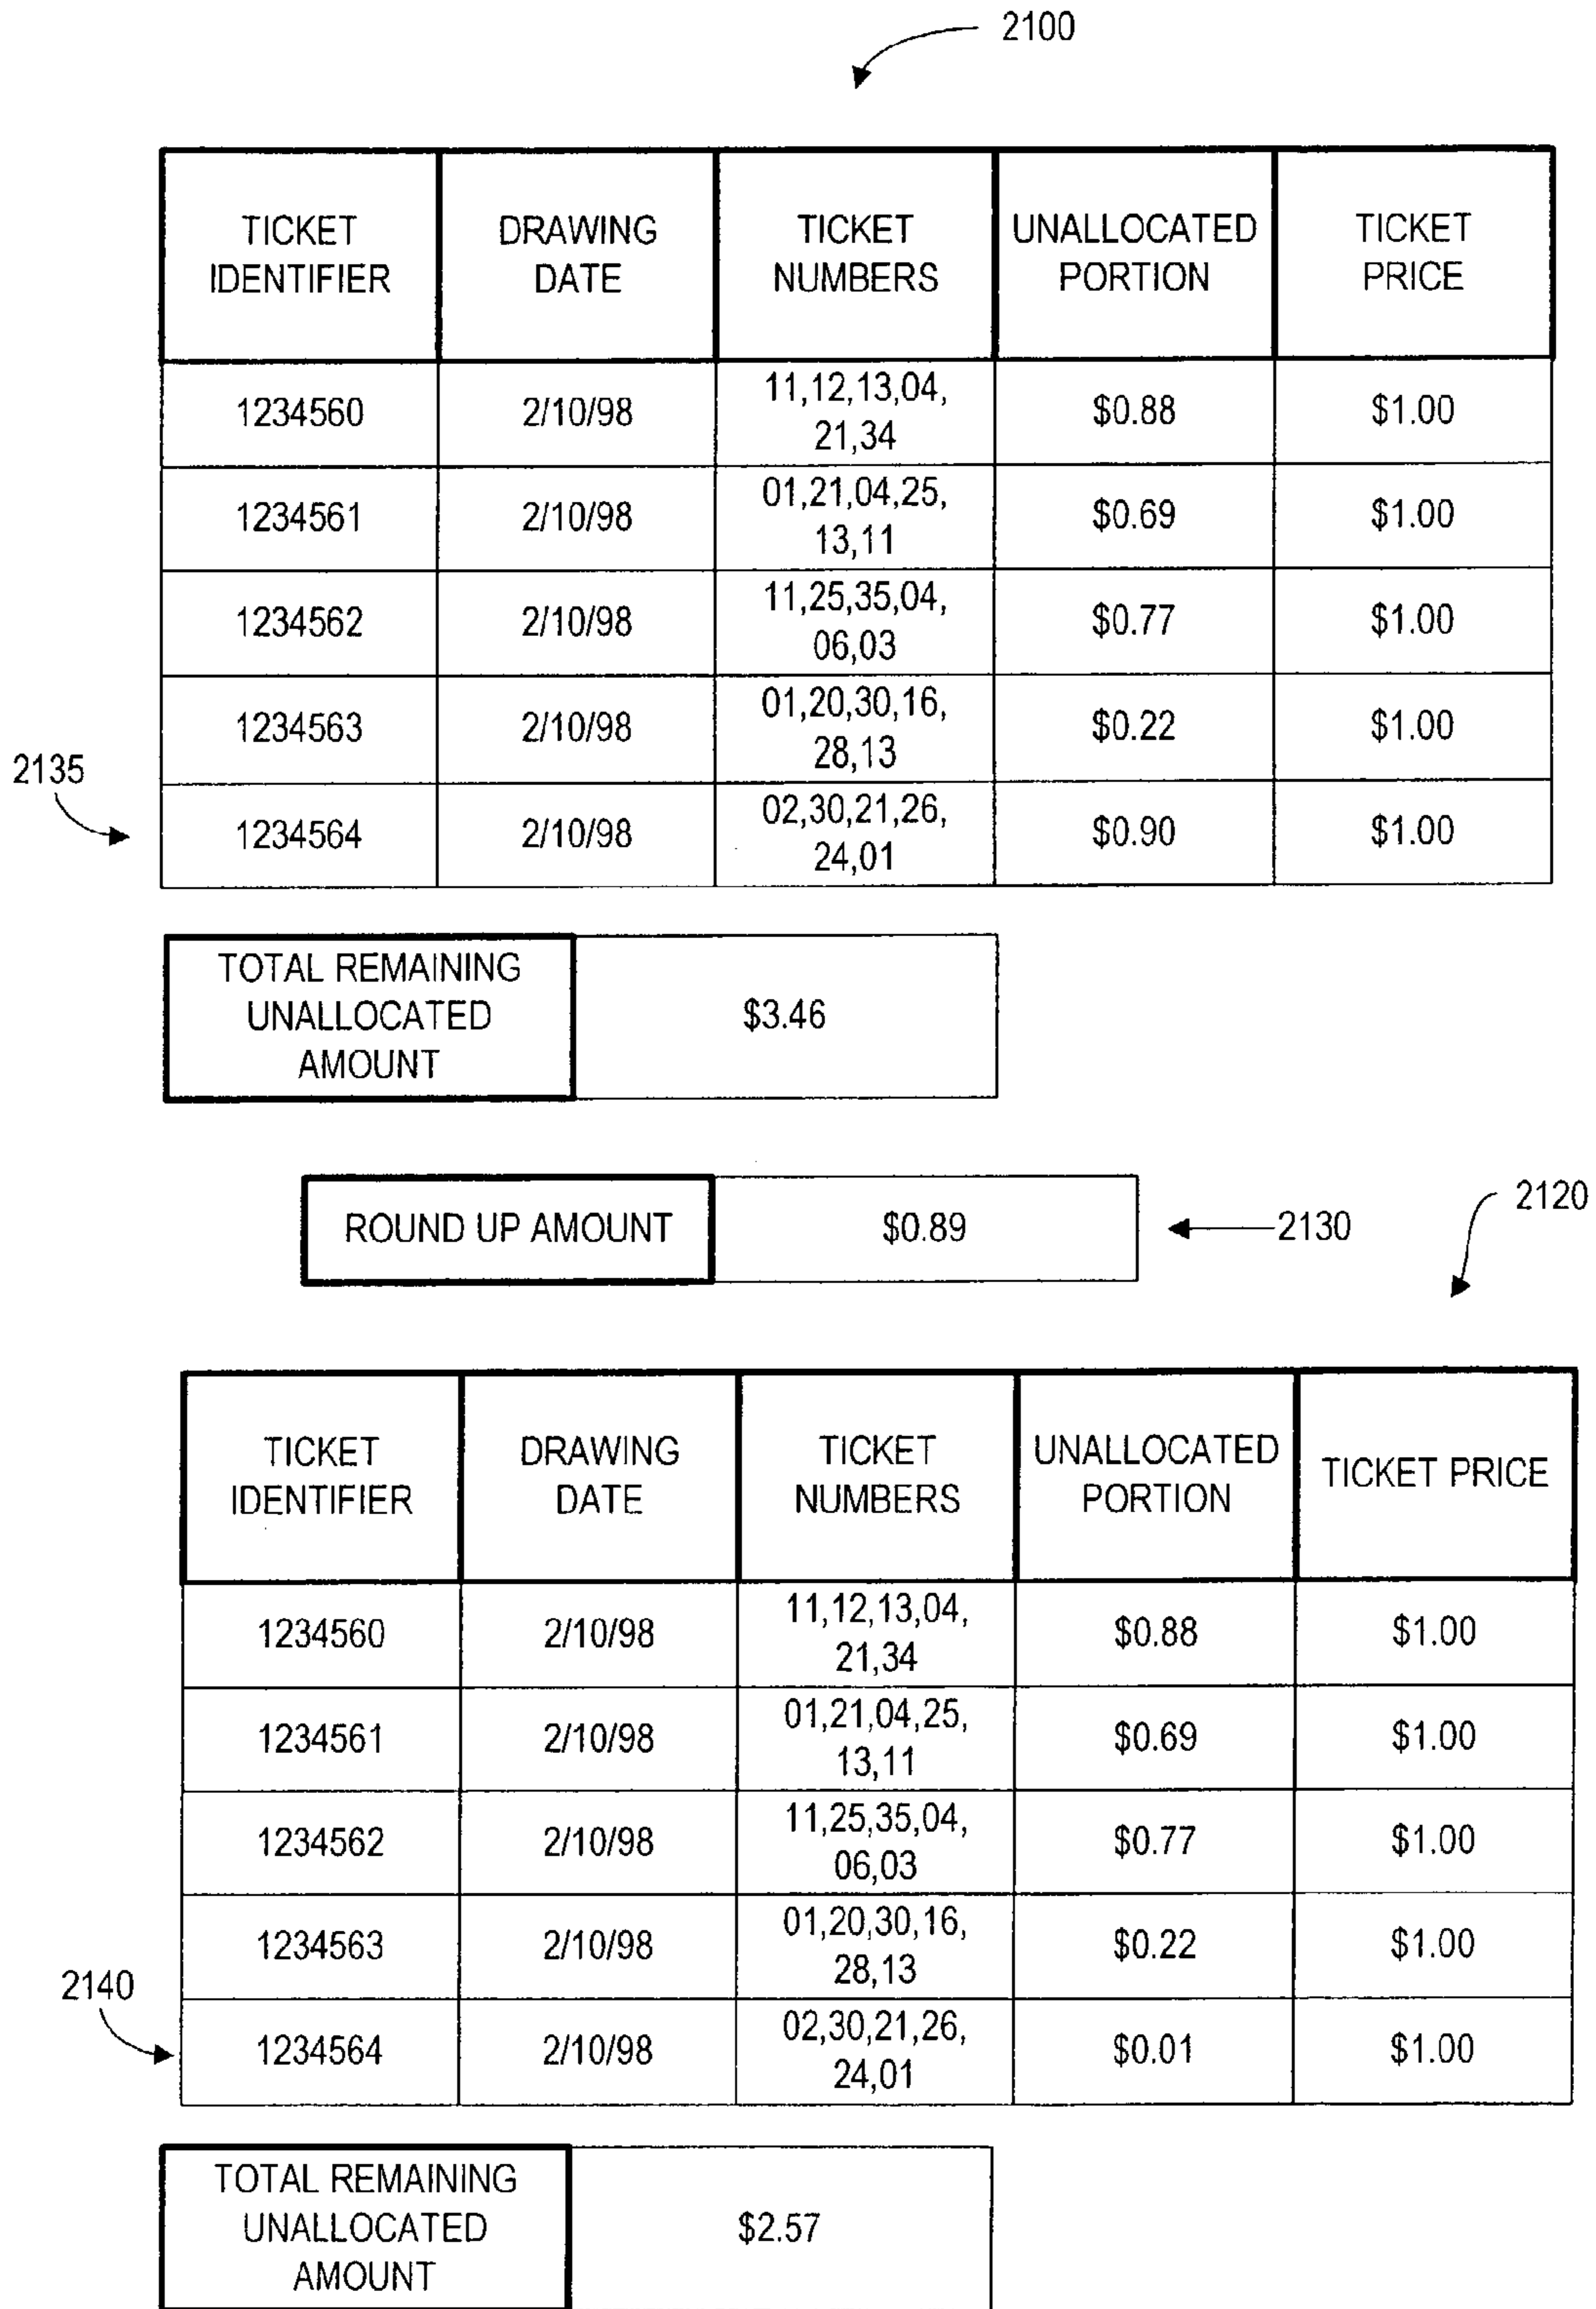 2100
TICKET IDENTIFIER DRAWING DATE TICKET NUMBERS UNALLOCATED PORTION TICKET PRICE
1234560 2/10/98 11,12,13,04, 21,34 $0.88 $1.00
1234561 2/10/98 01,21,04,25, 13,11 $0.69 $1.00
1234562 2/10/98 11,25,35,04, 06,03 $0.77 $1.00
1234563 2/10/98 01,20,30,16, 28,13 $0.22 $1.00
2135
1234564 2/10/98 02,30,21,26, 24,01 $0.90 $1.00
TOTAL REMAINING
UNALLOCATED
AMOUNT
$3.46
ROUND UP AMOUNT $0.89 2130
2120
TICKET IDENTIFIER DRAWING DATE TICKET NUMBERS UNALLOCATED PORTION TICKET PRICE
1234560 2/10/98 11,12,13,04, 21,34 $0.88 $1.00
1234561 2/10/98 01,21,04,25, 13,11 $0.69 $1.00
1234562 2/10/98 11,25,35,04, 06,03 $0.77 $1.00
1234563 2/10/98 01,20,30,16, 28,13 $0.22 $1.00
2140
1234564 2/10/98 02,30,21,26, 24,01 $0.01 $1.00
TOTAL REMAINING
UNALLOCATED
AMOUNT
$2.57